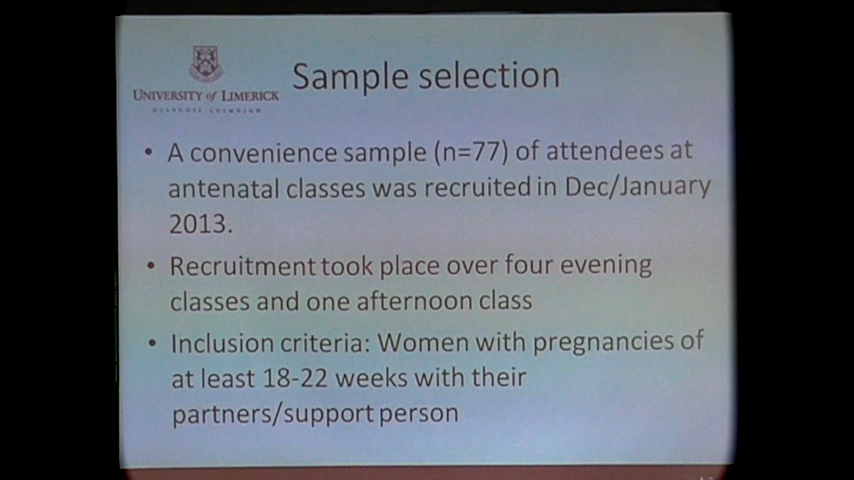 Sample selection
UNIVERSITY of LIMERICK
• A convenience sample (n=77) of attendees at
antenatal classes was recruited in Dec/January
2013.
• Recruitment took place over four evening
classes and one afternoon class
• Inclusion criteria: Women with pregnancies of
at least 18-22 weeks with their
partners/support person